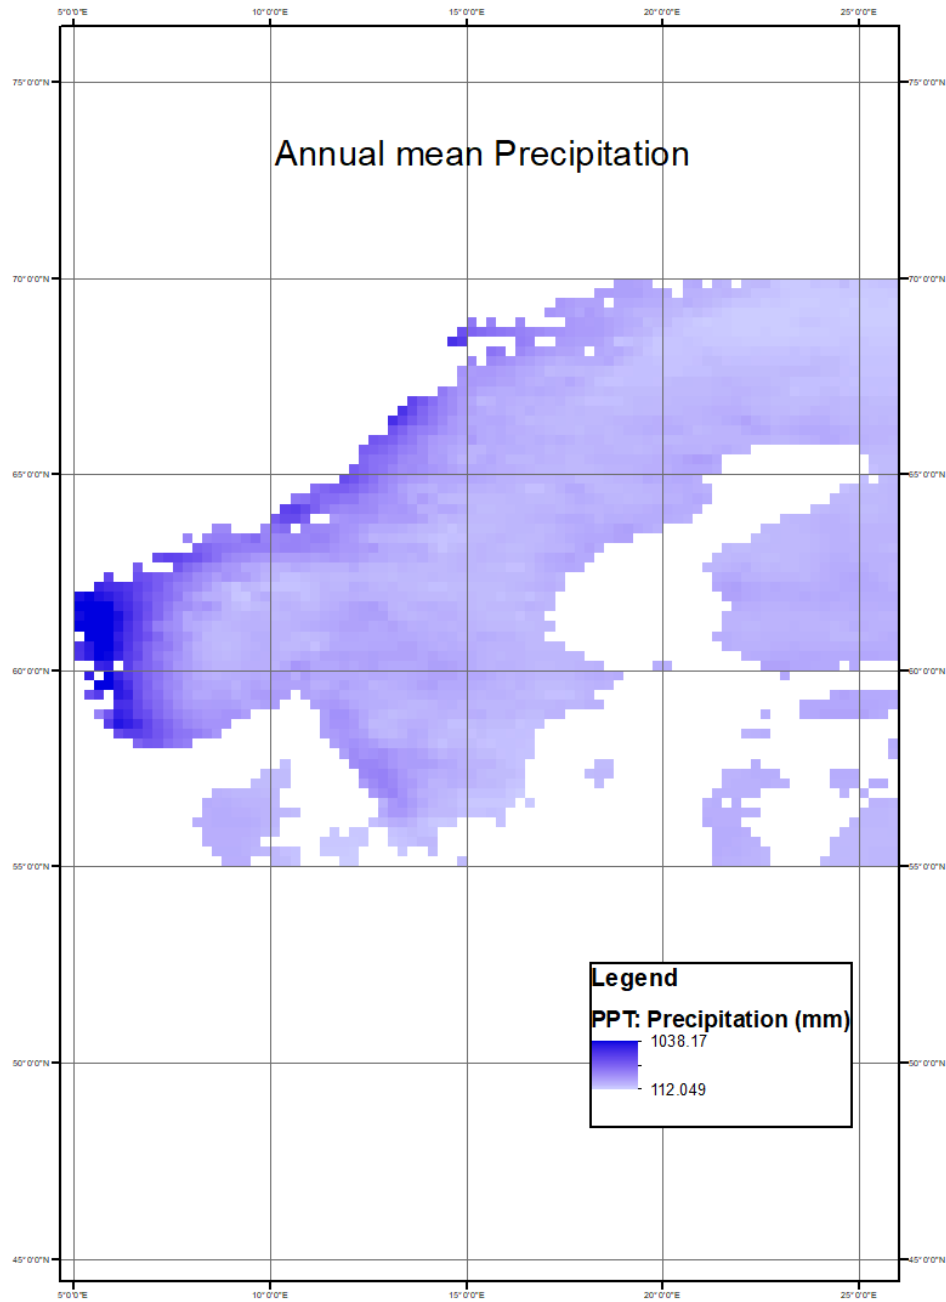 5°0'0"E 10°0'0"E 15°0'0"E 20°0'0"E 25°0'0"E
75°0'0"N 75°0'0"N
Annual mean Precipitation
70°0'0"N 70°0'0"N
65°0'0"N 65°0'0"N
60°0'0"N 60°0'0"N
55°0'0"N 55°0'0"N
Legend
PPT: Precipitation (mm)
1038.17
50°0'0"N 50°0'0"N
112.049
45°0'0"N 45°0'0"N
5°0'0"E 10°0'0"E 15°0'0"E 20°0'0"E 25°0'0"E